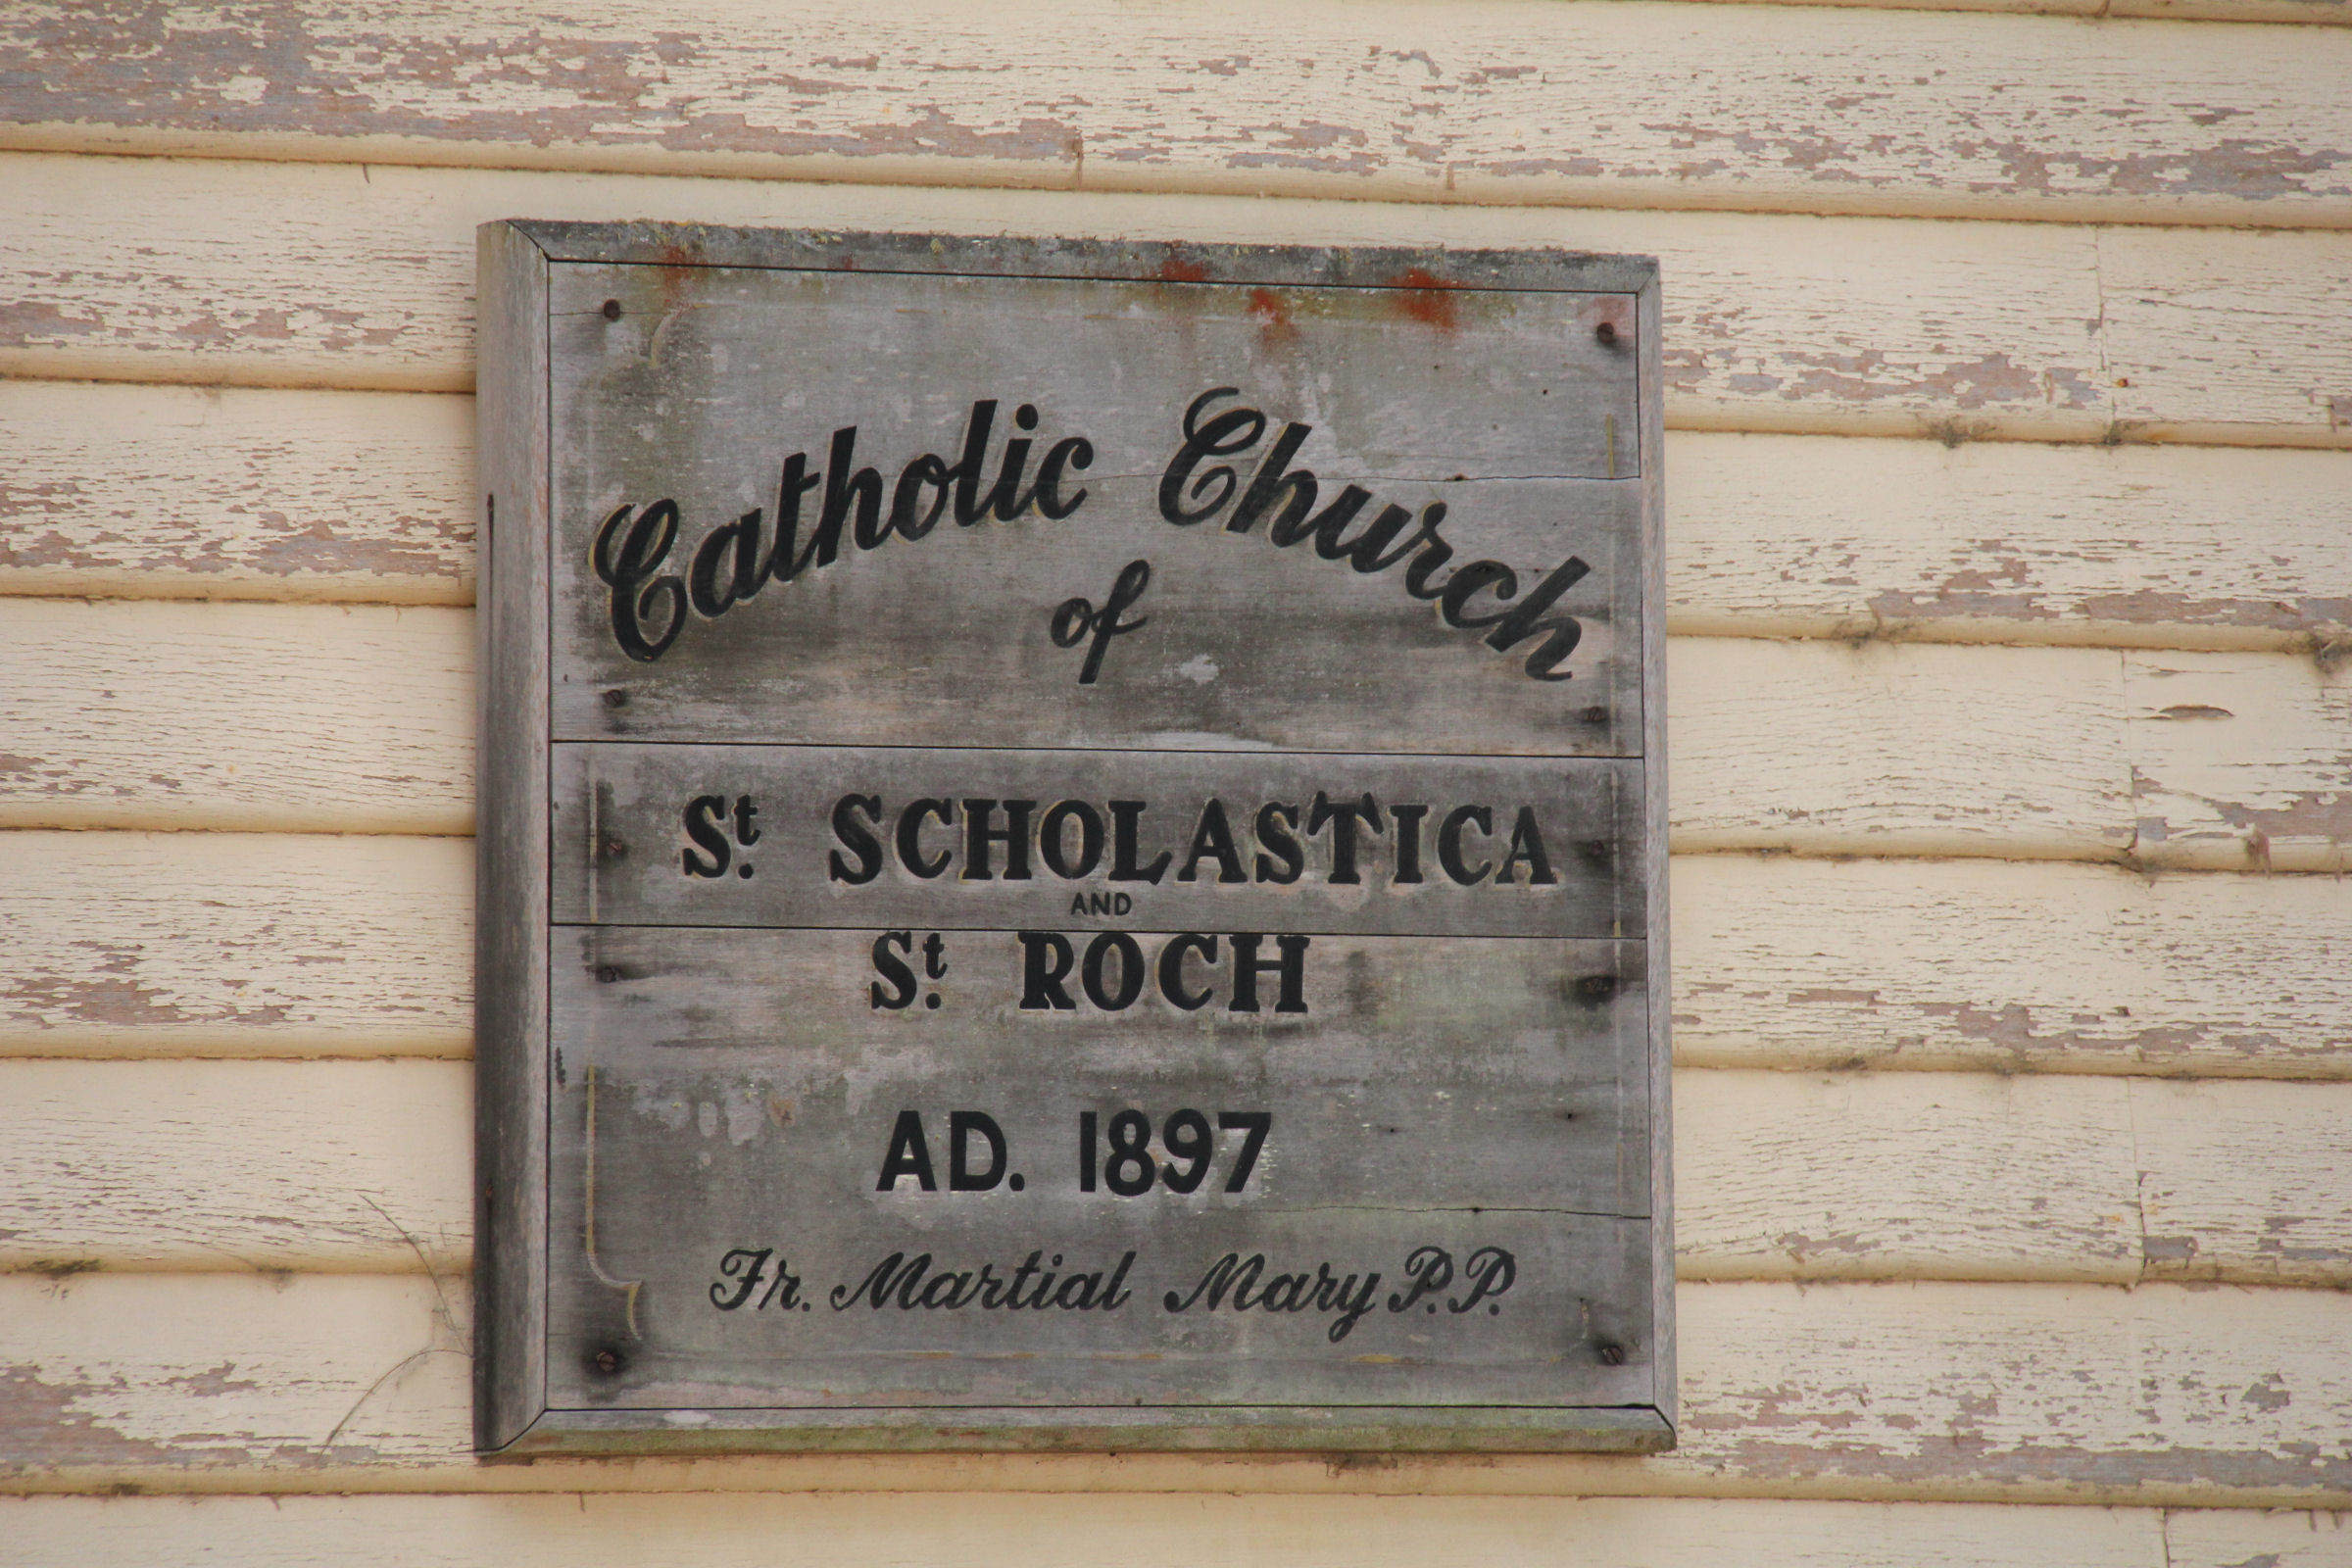 Catholic Church
of
St. SCHOLASTICA
AND
St. ROCH
AD. 1897
Fr. Martial Mary P.P.